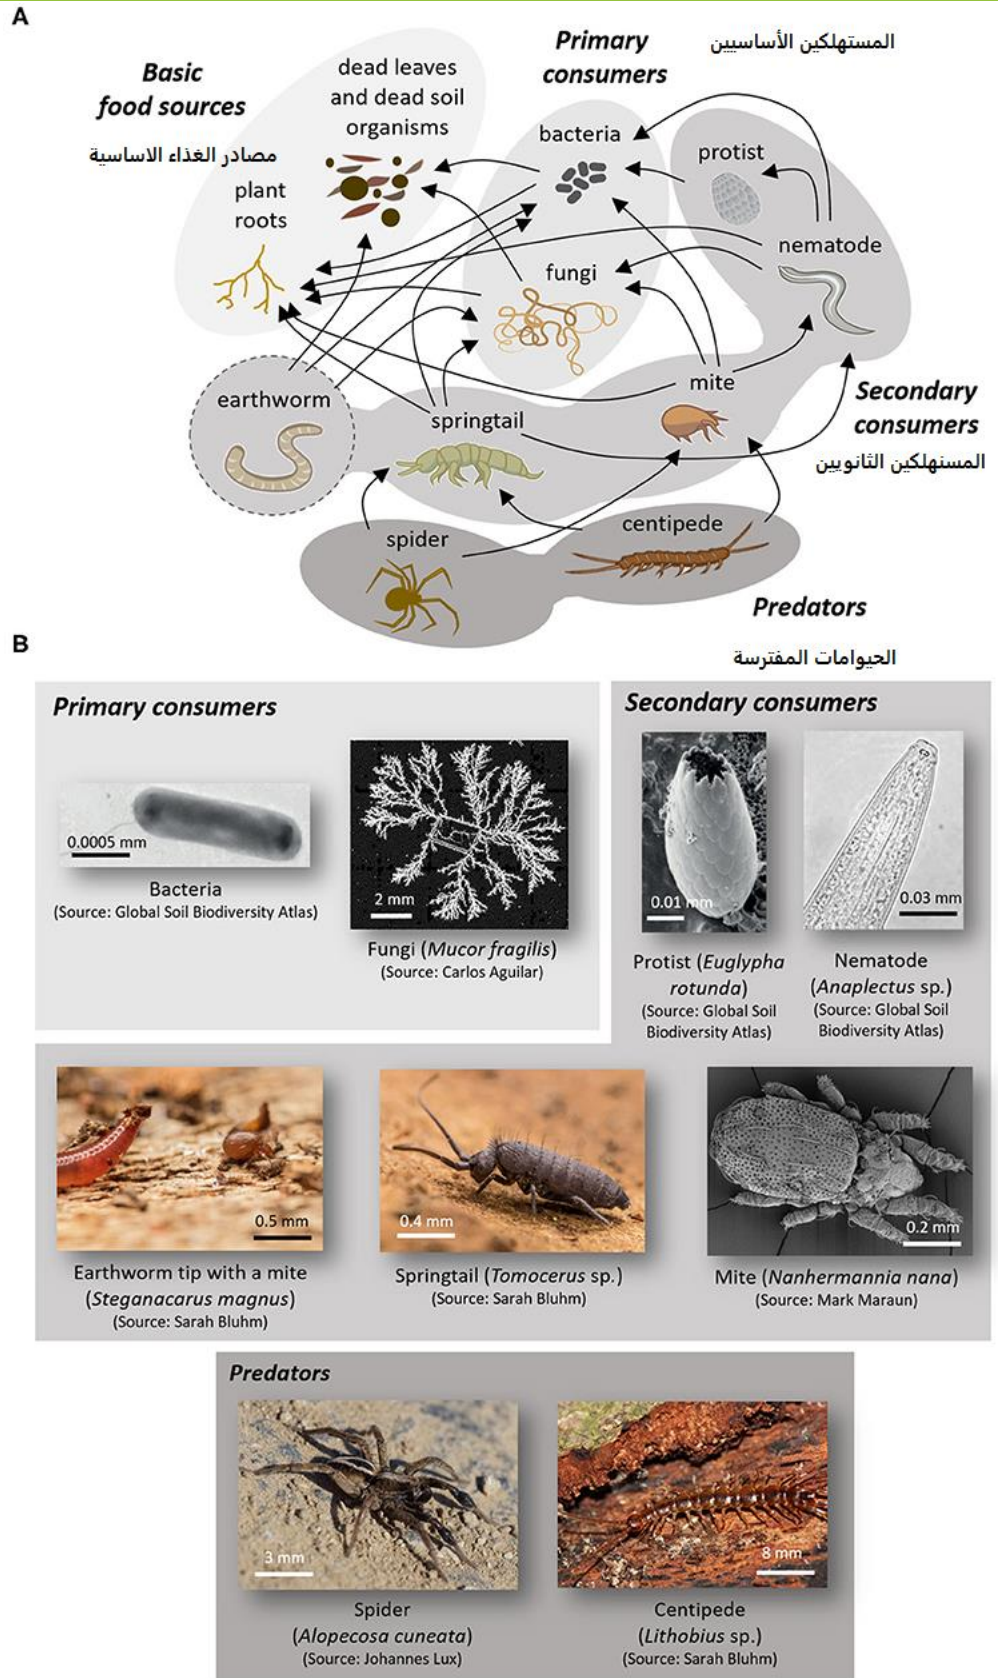 A
Primary
consumers
المستهلكين الأساسيين
Basic
food sources
مصادر الغذاء الاساسية
dead leaves
and dead soil
organisms
plant
roots
bacteria
protist
nematode
fungi
mite
earthworm
springtail
Secondary
consumers
المسنهلكين الثانويين
centipede
spider
Predators
الحيوامات المفترسة
B
Primary consumers
0.0005 mm
Bacteria
(Source: Global Soil Biodiversity Atlas)
2 mm
Fungi (Mucor fragilis)
(Source: Carlos Aguilar)
Secondary consumers
0.01 mm
Protist (Euglypha
rotunda)
(Source: Global Soil
Biodiversity Atlas)
0.03 mm
Nematode
(Anaplectus sp.)
(Source: Global Soil
Biodiversity Atlas)
0.5 mm
Earthworm tip with a mite
(Steganacarus magnus)
(Source: Sarah Bluhm)
0.4 mm
Springtail (Tomocerus sp.)
(Source: Sarah Bluhm)
0.2 mm
Mite (Nanhermannia nana)
(Source: Mark Maraun)
Predators
3 mm
Spider
(Alopecosa cuneata)
(Source: Johannes Lux)
8 mm
Centipede
(Lithobius sp.)
(Source: Sarah Bluhm)